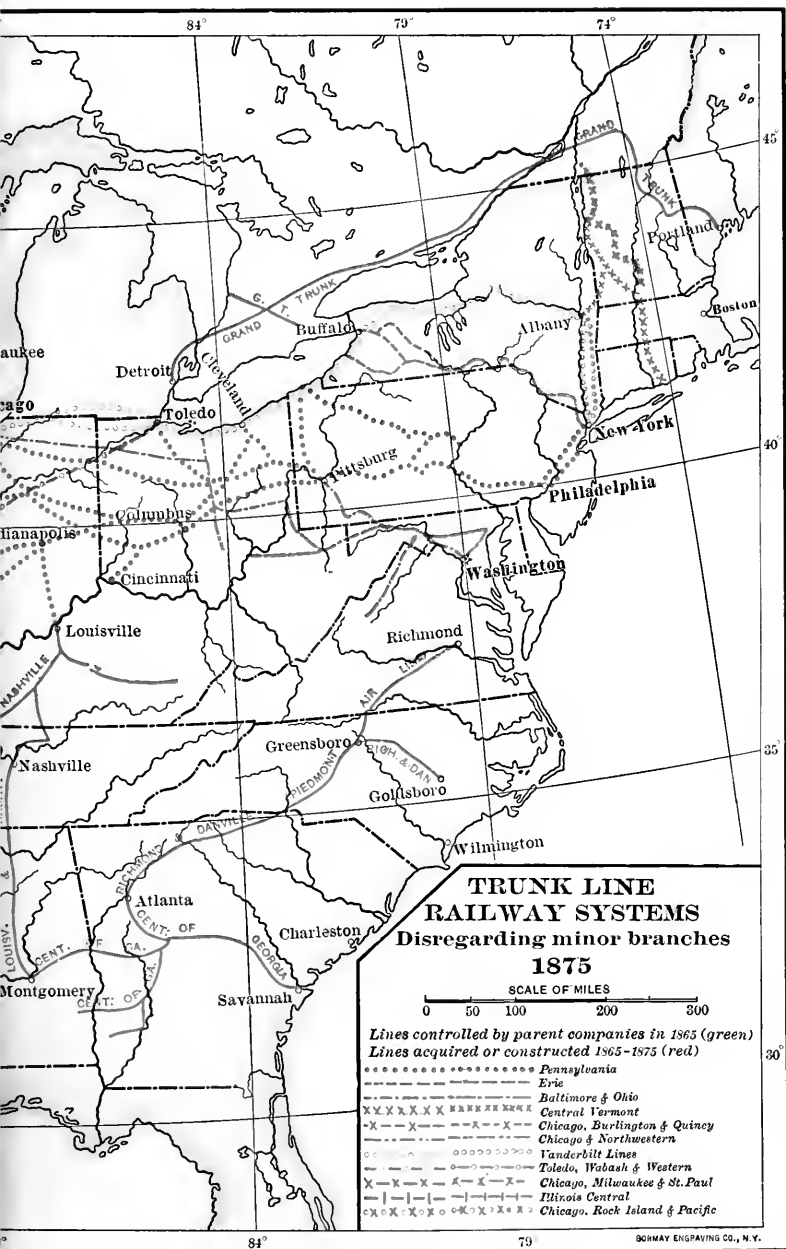 84°
79°
74°
45°
GRAND
TRUNK
Portland
G. T. TRUNK
GRAND
Buffalo
Albany
Boston
aukee
Detroit
Cleveland
cago
Toledo
New York
40°
Pittsburg
Philadelphia
Columbus
dianapolis
Cincinnati
Washington
Louisville
Richmond
AIR
LINE
NASHVILLE
Greensboro
RICH. & DAN
Nashville
PIEDMONT
Goldsboro
35°
DANVILLE
&
RICHMOND
Wilmington
Atlanta
CENT. OF
GEORGIA
Charleston
LOUISV. &
CENT. OF GA.
Montgomery
CENT. OF GA.
Savannah
TRUNK LINE
RAILWAY SYSTEMS
Disregarding minor branches
1875
SCALE OF MILES
0 50 100 200 300
Lines controlled by parent companies in 1865 (green)
Lines acquired or constructed 1865-1875 (red)
Pennsylvania
Erie
Baltimore & Ohio
Central Vermont
Chicago, Burlington & Quincy
Chicago & Northwestern
Vanderbilt Lines
Toledo, Wabash & Western
Chicago, Milwaukee & St. Paul
Illinois Central
Chicago, Rock Island & Pacific
30°
84°
79°
BORMAY ENGRAVING CO., N.Y.